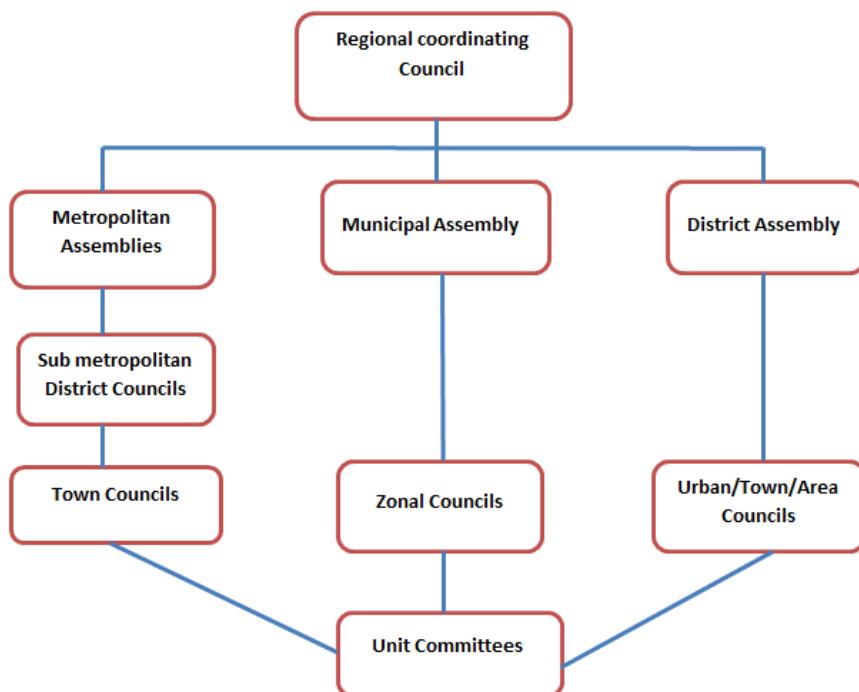 Regional coordinating
Council
Metropolitan
Assemblies
Municipal Assembly
District Assembly
Sub metropolitan
District Councils
Town Councils
Zonal Councils
Urban/Town/Area
Councils
Unit Committees